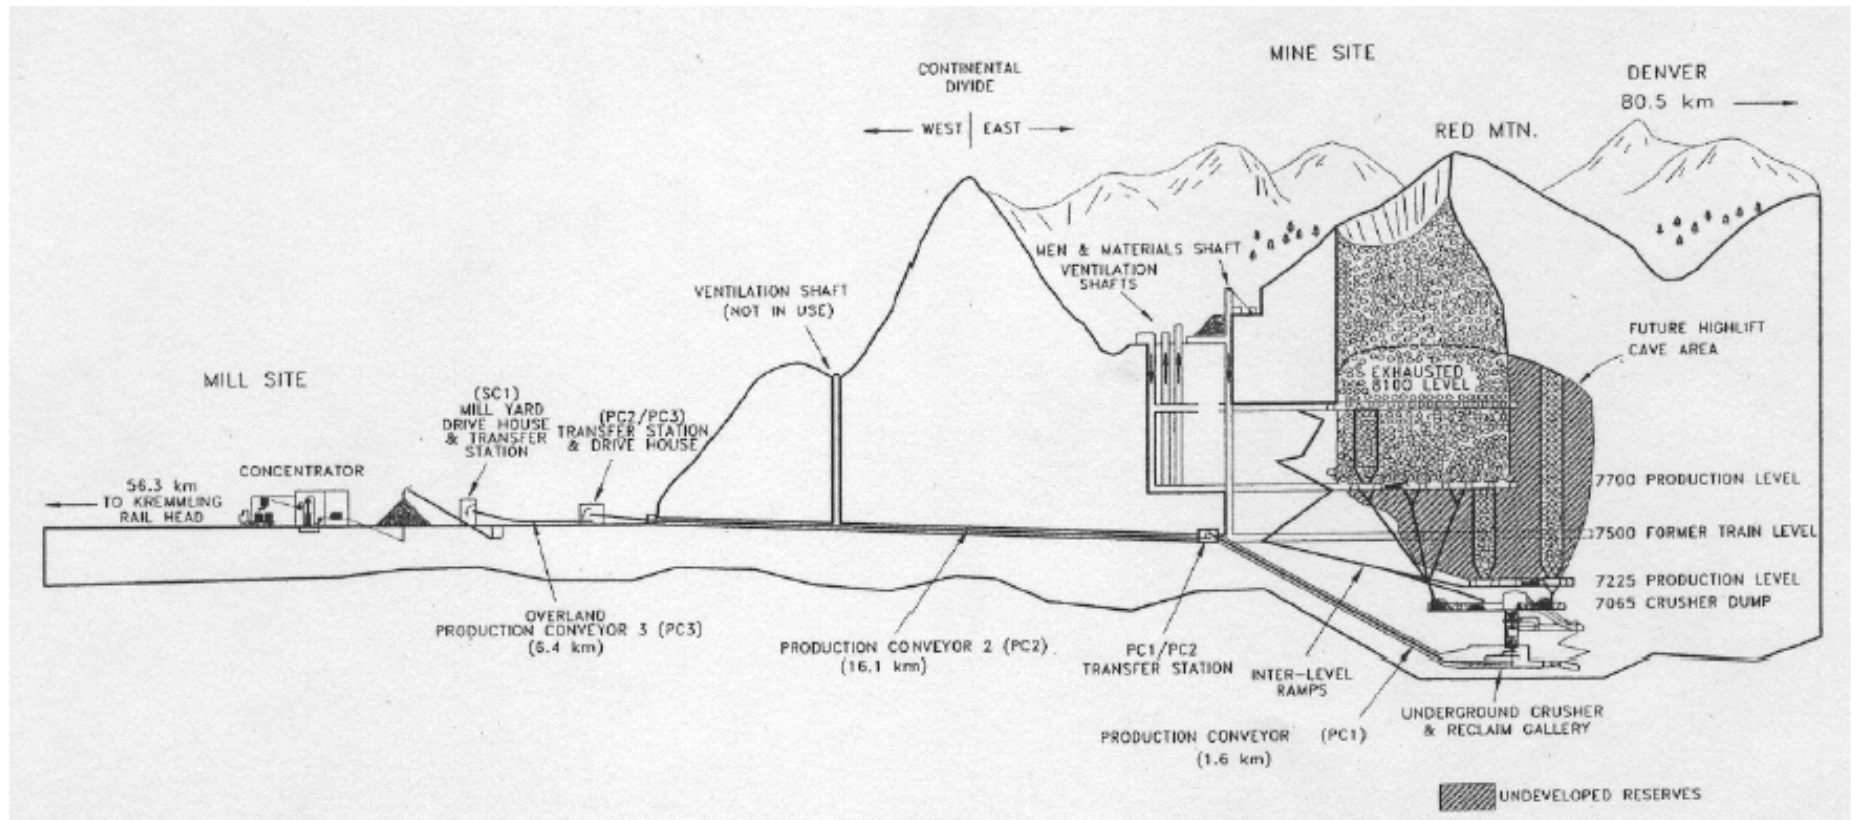 MINE SITE
CONTINENTAL
DIVIDE
WEST EAST
DENVER
80.5 km
RED MTN.
MEN & MATERIALS SHAFT
VENTILATION
SHAFTS
VENTILATION SHAFT
(NOT IN USE)
FUTURE HIGHLIFT
CAVE AREA
EXHAUSTED
8100 LEVEL
MILL SITE
(SC1)
MILL YARD
DRIVE HOUSE
& TRANSFER
STATION
(PC2/PC3)
TRANSFER STATION
& DRIVE HOUSE
CONCENTRATOR
56.3 km
TO KREMMLING
RAIL HEAD
7700 PRODUCTION LEVEL
7500 FORMER TRAIN LEVEL
7225 PRODUCTION LEVEL
7065 CRUSHER DUMP
OVERLAND
PRODUCTION CONVEYOR 3 (PC3)
(6.4 km)
PRODUCTION CONVEYOR 2 (PC2)
(16.1 km)
PC1/PC2
TRANSFER STATION
INTER-LEVEL
RAMPS
UNDERGROUND CRUSHER
& RECLAIM GALLERY
PRODUCTION CONVEYOR (PC1)
(1.6 km)
UNDEVELOPED RESERVES